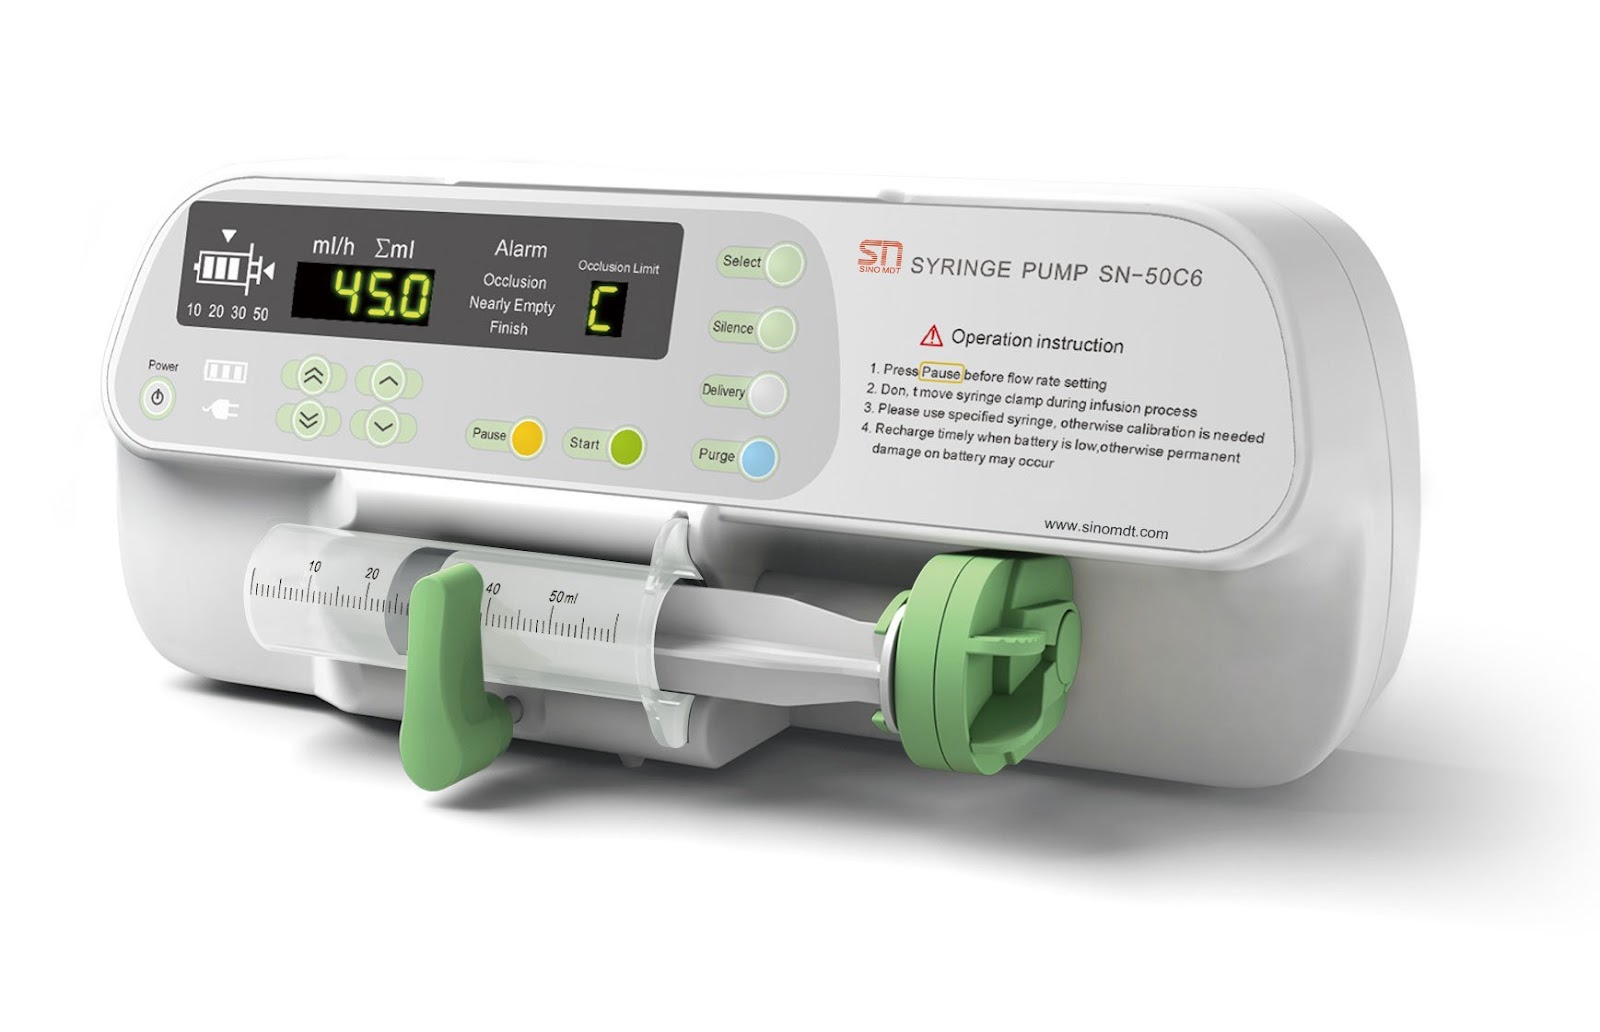 ml/h Σml
45.0
10 20 30 50
Alarm
Occlusion
Nearly Empty
Finish
Occlusion Limit
C
Select
Silence
Delivery
Purge
Power
Pause
Start
SN
SINO MDT
SYRINGE PUMP SN-50C6
Operation instruction
1. Press Pause before flow rate setting
2. Don, t move syringe clamp during infusion process
3. Please use specified syringe, otherwise calibration is needed
4. Recharge timely when battery is low,otherwise permanent
damage on battery may occur
www.sinomdt.com
10 20 40 50ml